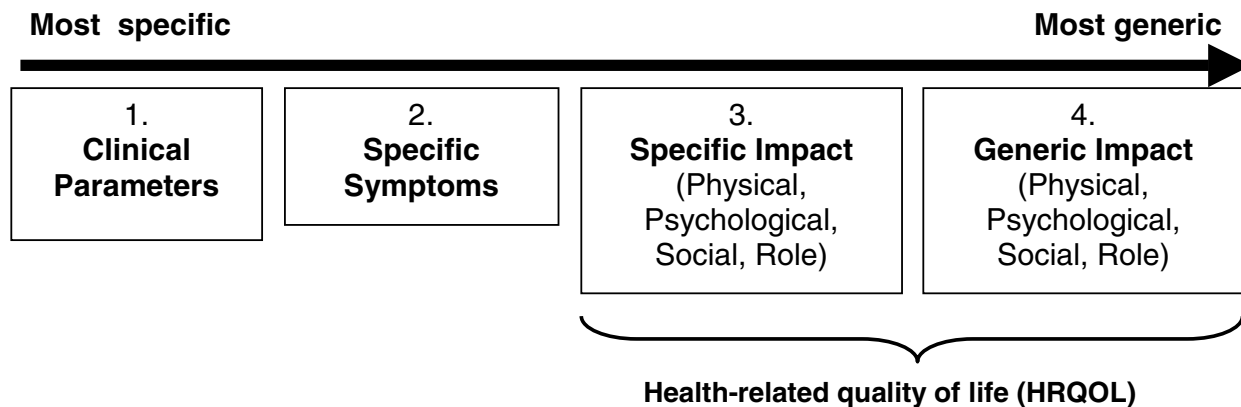 Most specific
Most generic
1.
Clinical
Parameters
2.
Specific
Symptoms
3.
Specific Impact
(Physical,
Psychological,
Social, Role)
4.
Generic Impact
(Physical,
Psychological,
Social, Role)
Health-related quality of life (HRQOL)